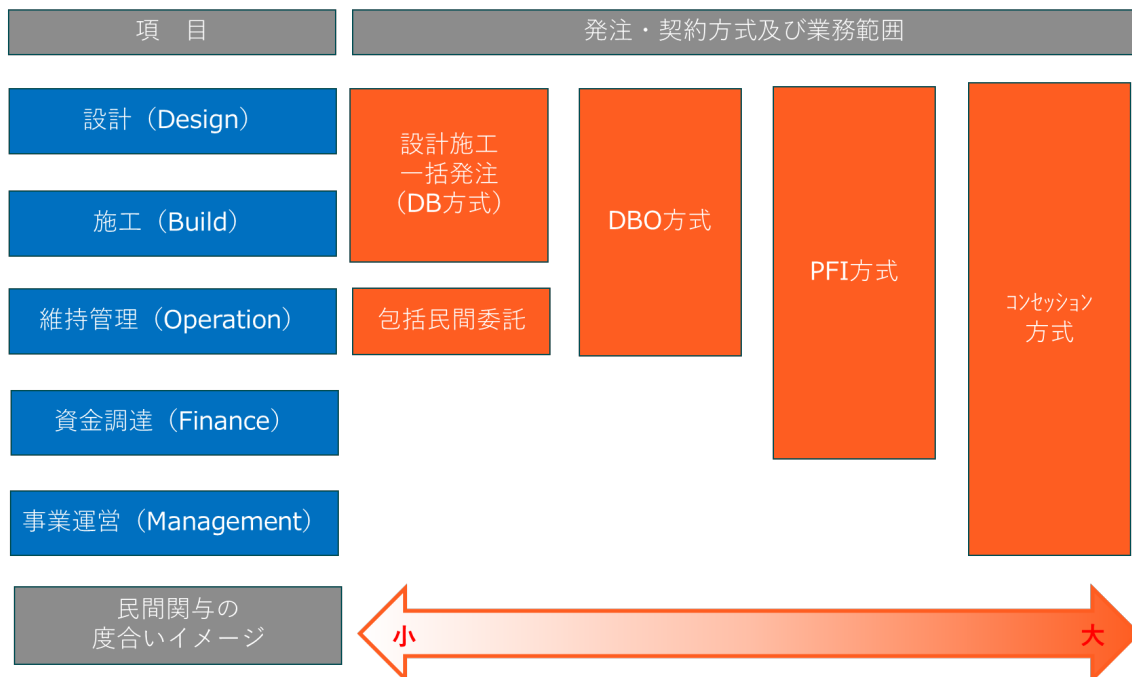 項　目
発注・契約方式及び業務範囲
設計（Design）
施工（Build）
維持管理（Operation）
資金調達（Finance）
事業運営（Management）
設計施工
一括発注
（DB方式）
包括民間委託
DBO方式
PFI方式
ｺﾝｾｯｼｮﾝ
方式
民間関与の
度合いイメージ
小
大